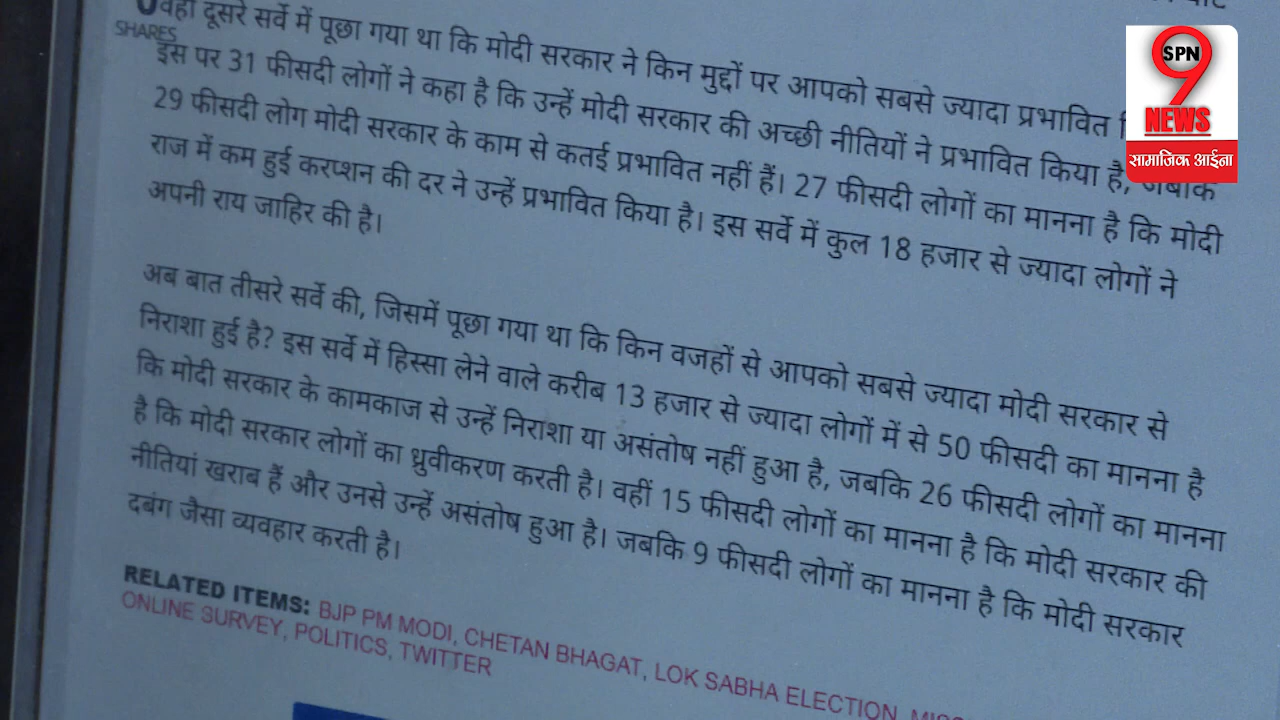 वहीं दूसरे सर्वे में पूछा गया था कि मोदी सरकार ने किन मुद्दों पर आपको सबसे ज्यादा प्रभावित
0
SHARES
इस पर 31 फीसदी लोगों ने कहा है कि उन्हें मोदी सरकार की अच्छी नीतियों ने प्रभावित किया है, जबकि
29 फीसदी लोग मोदी सरकार के काम से कतई प्रभावित नहीं हैं। 27 फीसदी लोगों का मानना है कि मोदी
राज में कम हुई करप्शन की दर ने उन्हें प्रभावित किया है। इस सर्वे में कुल 18 हजार से ज्यादा लोगों ने
अपनी राय जाहिर की है।
अब बात तीसरे सर्वे की, जिसमें पूछा गया था कि किन वजहों से आपको सबसे ज्यादा मोदी सरकार से
निराशा हुई है? इस सर्वे में हिस्सा लेने वाले करीब 13 हजार से ज्यादा लोगों में से 50 फीसदी का मानना है
कि मोदी सरकार के कामकाज से उन्हें निराशा या असंतोष नहीं हुआ है, जबकि 26 फीसदी लोगों का मानना
है कि मोदी सरकार लोगों का ध्रुवीकरण करती है। वहीं 15 फीसदी लोगों का मानना है कि मोदी सरकार की
नीतियां खराब हैं और उनसे उन्हें असंतोष हुआ है। जबकि 9 फीसदी लोगों का मानना है कि मोदी सरकार
दबंग जैसा व्यवहार करती है।
RELATED ITEMS: BJP PM MODI, CHETAN BHAGAT, LOK SABHA ELECTION,
ONLINE SURVEY, POLITICS, TWITTER
SPN
9
NEWS
सामाजिक आईना